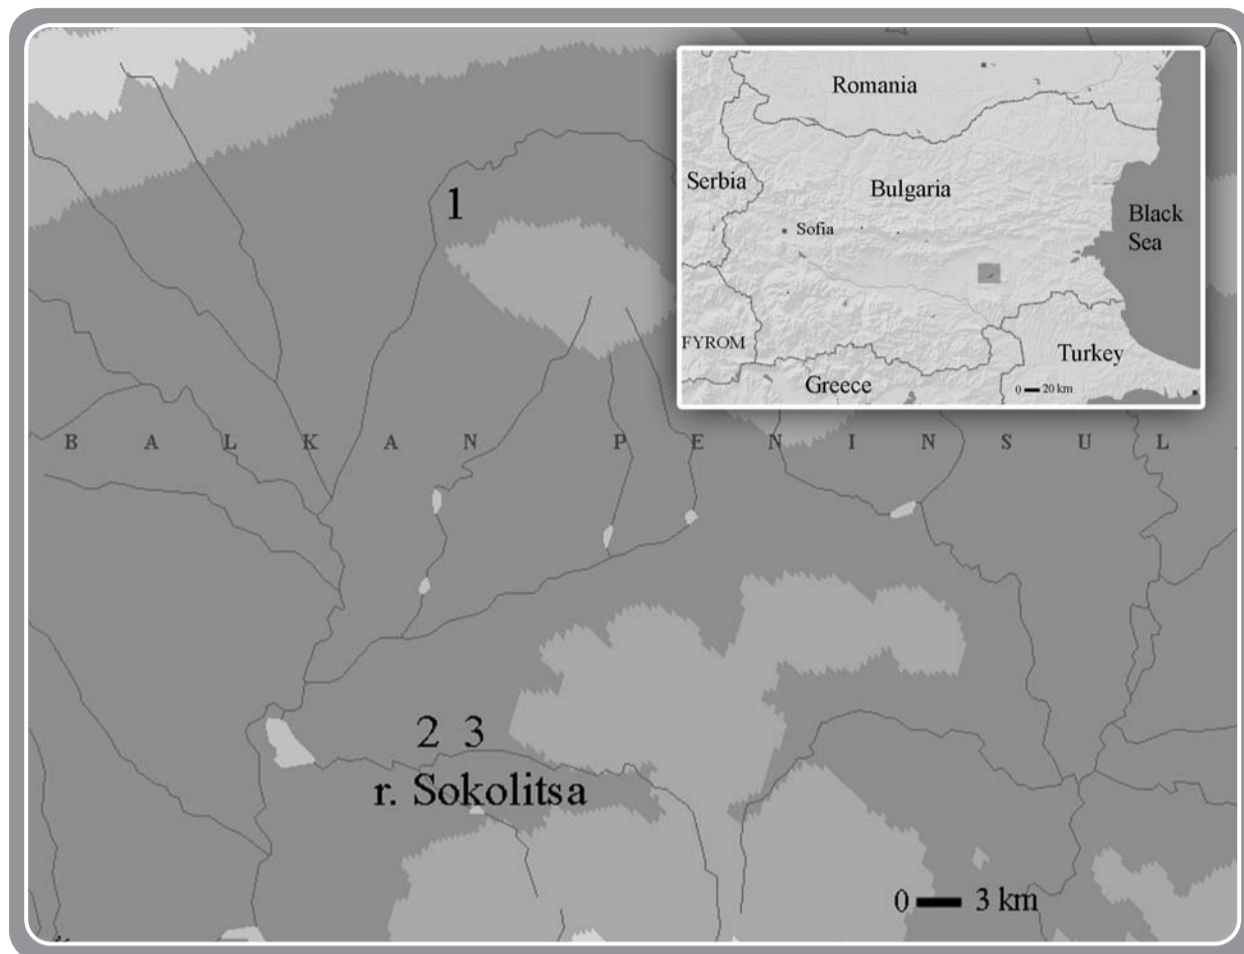 Romania
Serbia
Bulgaria
Black
Sea
Sofia
FYROM
Turkey
Greece
0 20 km
1
B A L K A N P E N I N S U L
2 3
r. Sokolitsa
0 3 km